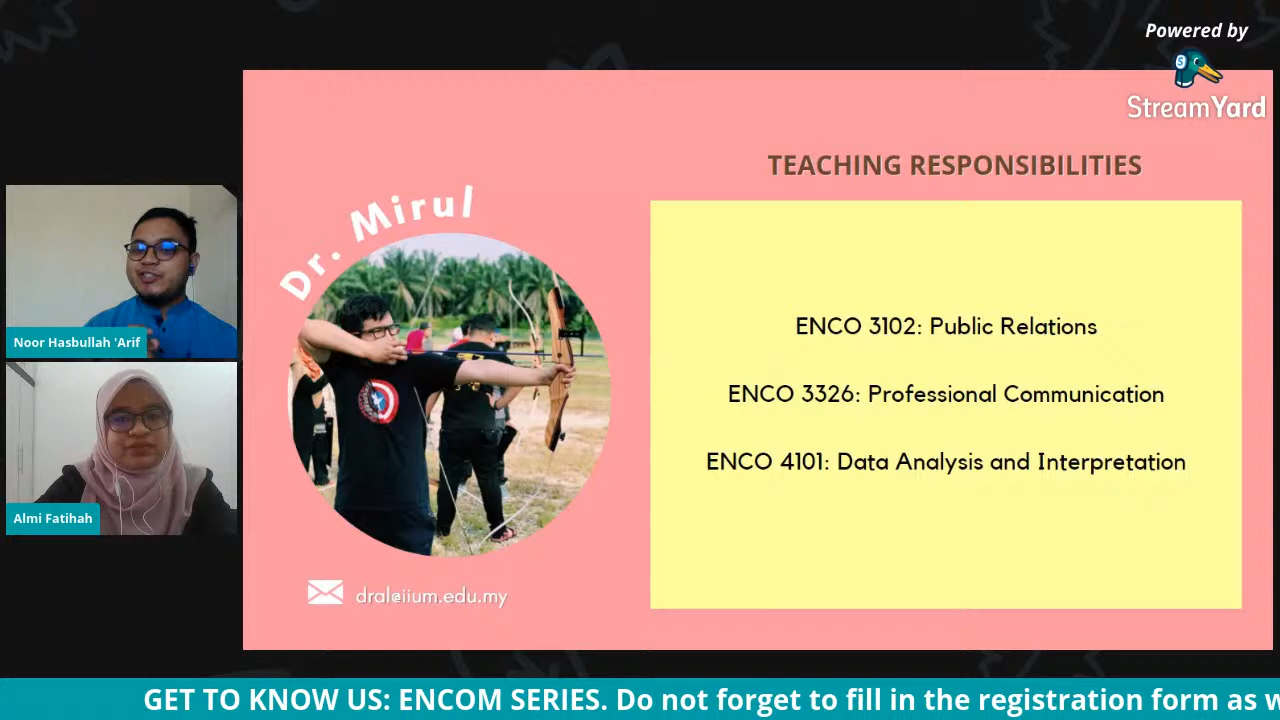 Powered by
StreamYard
TEACHING RESPONSIBILITIES
Dr. Mirul
ENCO 3102: Public Relations
ENCO 3326: Professional Communication
ENCO 4101: Data Analysis and Interpretation
dral@iium.edu.my
Noor Hasbullah 'Arif
Almi Fatihah
GET TO KNOW US: ENCOM SERIES. Do not forget to fill in the registration form as w